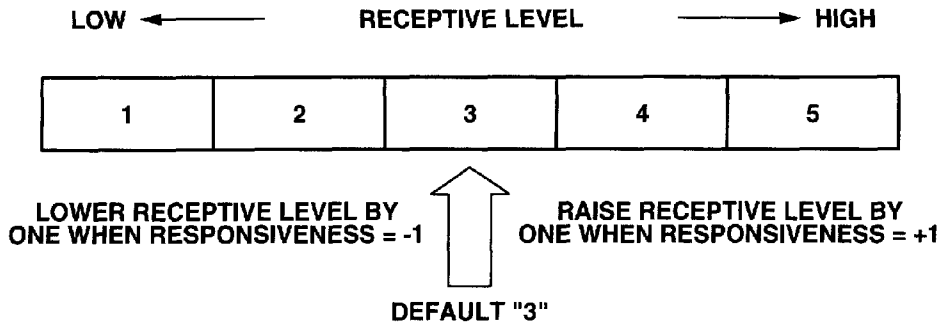 LOW RECEPTIVE LEVEL HIGH
1 2 3 4 5
LOWER RECEPTIVE LEVEL BY
ONE WHEN RESPONSIVENESS = -1
RAISE RECEPTIVE LEVEL BY
ONE WHEN RESPONSIVENESS = +1
DEFAULT "3"